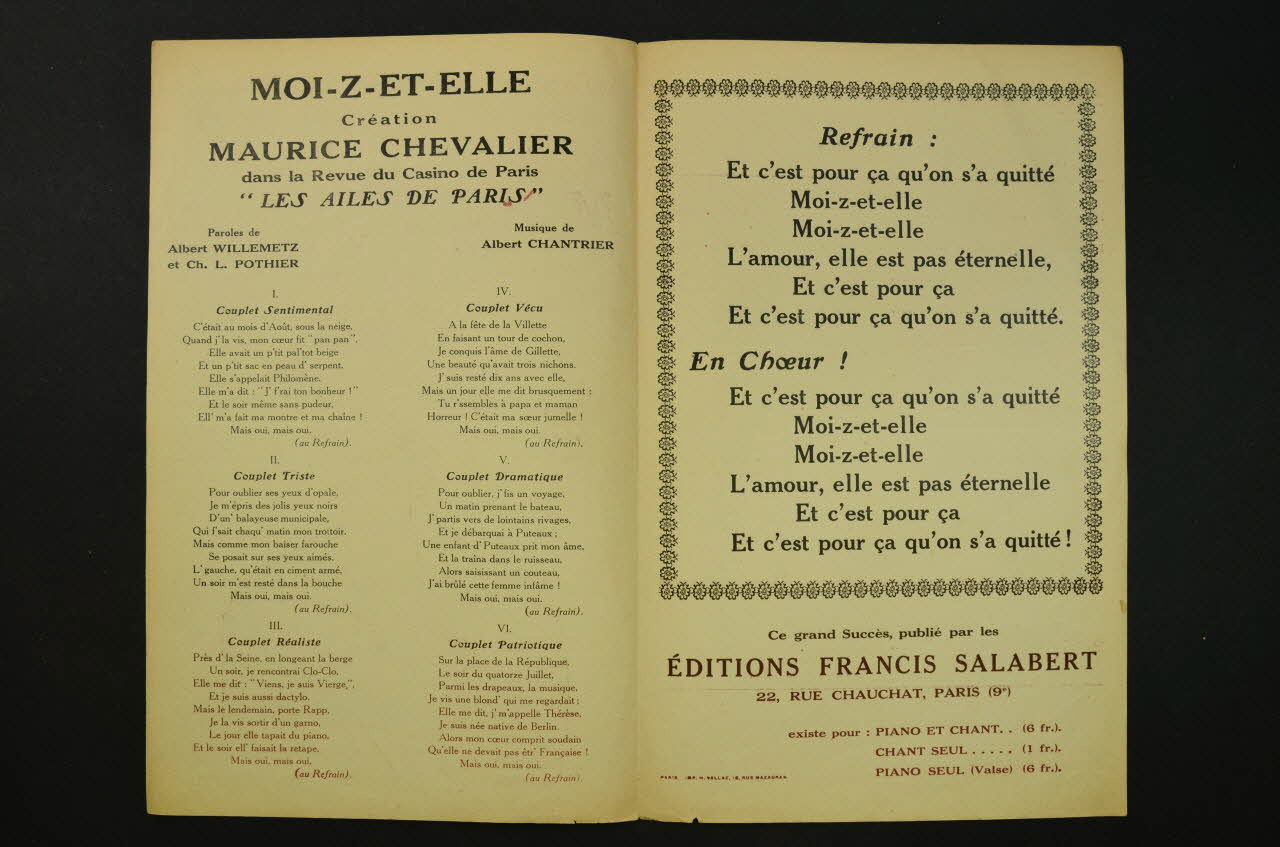 MOI-Z-ET-ELLE
Création
MAURICE CHEVALIER
dans la Revue du Casino de Paris
“ LES AILES DE PARIS ”
Paroles de
Albert WILLEMETZ
et Ch. L. POTHIER
Musique de
Albert CHANTRIER
I.
Couplet Sentimental
C'était au mois d'Août, sous la neige,
Quand j'la vis, mon cœur fit “pan pan”,
Elle avait un p'tit pal'tot beige
Et un p'tit sac en peau d'serpent.
Elle s'appelait Philomène.
Elle m'a dit : “J'f'rai ton bonheur !”
Et le soir même sans pudeur,
Ell' m'a fait ma montre et ma chaîne !
Mais oui, mais oui.
(au Refrain).
II.
Couplet Triste
Pour oublier ses yeux d'opale,
Je m'épris des jolis yeux noirs
D'un' balayeuse municipale,
Qui f'sait chaqu' matin mon trottoir.
Mais comme mon baiser farouche
Se posait sur ses yeux aimés,
L'gauche, qu'était en ciment armé,
Un soir m'est resté dans la bouche
Mais oui, mais oui.
(au Refrain).
III.
Couplet Réaliste
Près d'la Seine, en longeant la berge
Un soir, je rencontrai Clo-Clo,
Elle me dit : “Viens, je suis Vierge,”,
Et je suis aussi dactylo.
Mais le lendemain, porte Rapp,
Je la vis sortir d'un garno,
Le jour elle tapait du piano,
Et le soir ell' faisait la retape.
Mais oui, mais oui.
(au Refrain).
IV.
Couplet Vécu
A la fête de la Villette
En faisant un tour de cochon,
Je conquis l'âme de Gillette,
Une beauté qu'avait trois nichons.
J'suis resté dix ans avec elle,
Mais un jour elle me dit brusquement :
Tu r'ssembles à papa et maman
Horreur ! C'était ma sœur jumelle !
Mais oui, mais oui.
(au Refrain).
V.
Couplet Dramatique
Pour oublier, j'fis un voyage,
Un matin prenant le bateau,
J'partis vers de lointains rivages,
Et je débarquai à Puteaux ;
Une enfant d'Puteaux prit mon âme,
Et la traîna dans le ruisseau,
Alors saisissant un couteau,
J'ai brûlé cette femme infâme !
Mais oui, mais oui.
(au Refrain).
VI.
Couplet Patriotique
Sur la place de la République,
Le soir du quatorze Juillet,
Parmi les drapeaux, la musique,
Je vis une blond' qui me regardait ;
Elle me dit, j'm'appelle Thérèse,
Je suis née native de Berlin.
Alors mon cœur comprit soudain
Qu'elle ne devait pas êtr' Française !
Mais oui, mais oui.
(au Refrain).
Refrain :
Et c'est pour ça qu'on s'a quitté
Moi-z-et-elle
Moi-z-et-elle
L'amour, elle est pas éternelle,
Et c'est pour ça
Et c'est pour ça qu'on s'a quitté.
En Chœur !
Et c'est pour ça qu'on s'a quitté
Moi-z-et-elle
Moi-z-et-elle
L'amour, elle est pas éternelle
Et c'est pour ça
Et c'est pour ça qu'on s'a quitté !
Ce grand Succès, publié par les
ÉDITIONS FRANCIS SALABERT
22, RUE CHAUCHAT, PARIS (9e)
existe pour : PIANO ET CHANT. . (6 fr.).
CHANT SEUL . . . . . (1 fr.).
PIANO SEUL (Valse) (6 fr.).
PARIS IMP. H. VALLAZ, 18, RUE MAZAGRAN